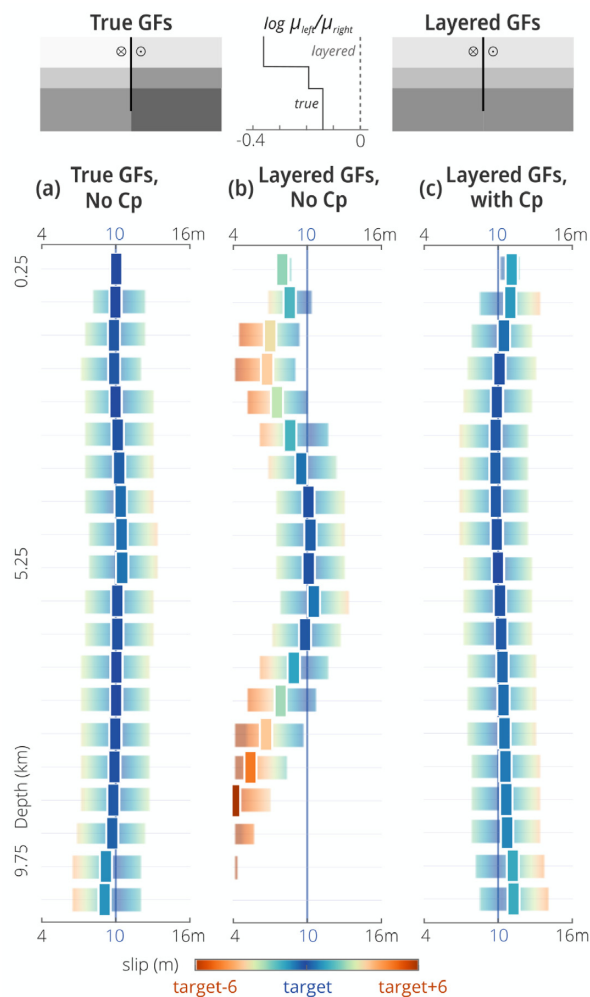 True GFs
log μleft/μright
Layered GFs
⊗ ⊙
layered
true
⊗ ⊙
-0.4
0
(a) True GFs, No Cp
(b) Layered GFs, No Cp
(c) Layered GFs, with Cp
4 10 16m
4 10 16m
4 10 16m
0.25
5.25
Depth (km)
9.75
4 10 16m
4 10 16m
4 10 16m
slip (m)
target-6 target target+6